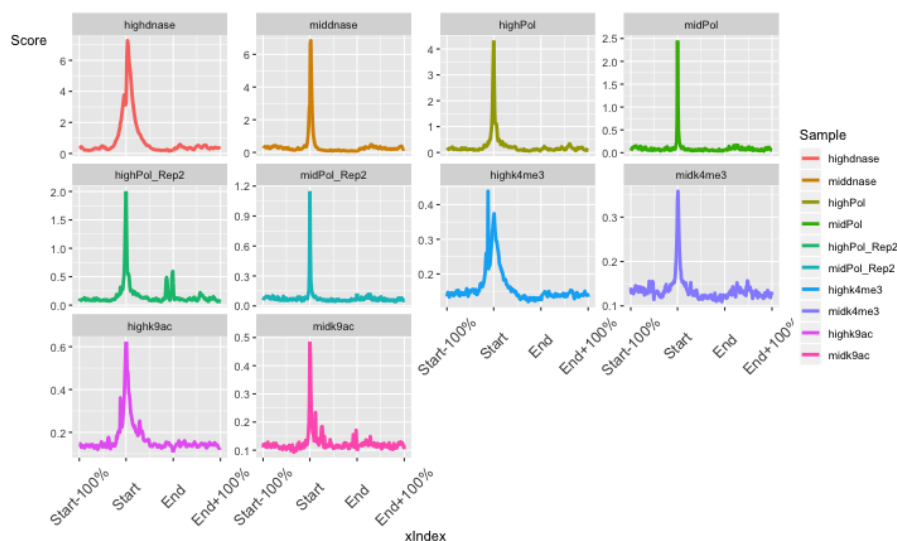 Score
highdnase middnase highPol midPol
6 6 4 2.5
4 4 3 2.0
2 2 2 1.5
0 0 1 1.0
0 0.5
0.0
highPol_Rep2 midPol_Rep2 highk4me3 midk4me3
2.0 1.2 0.4 0.3
1.5 0.9 0.3 0.2
1.0 0.6 0.2 0.1
0.5 0.3
0.0 0.0
Start-100% Start End End+100% Start-100% Start End End+100%
highk9ac midk9ac
0.6 0.5
0.4 0.4
0.2 0.3
0.2
0.1
Start-100% Start End End+100% Start-100% Start End End+100%
xIndex
Sample
highdnase
middnase
highPol
midPol
highPol_Rep2
midPol_Rep2
highk4me3
midk4me3
highk9ac
midk9ac